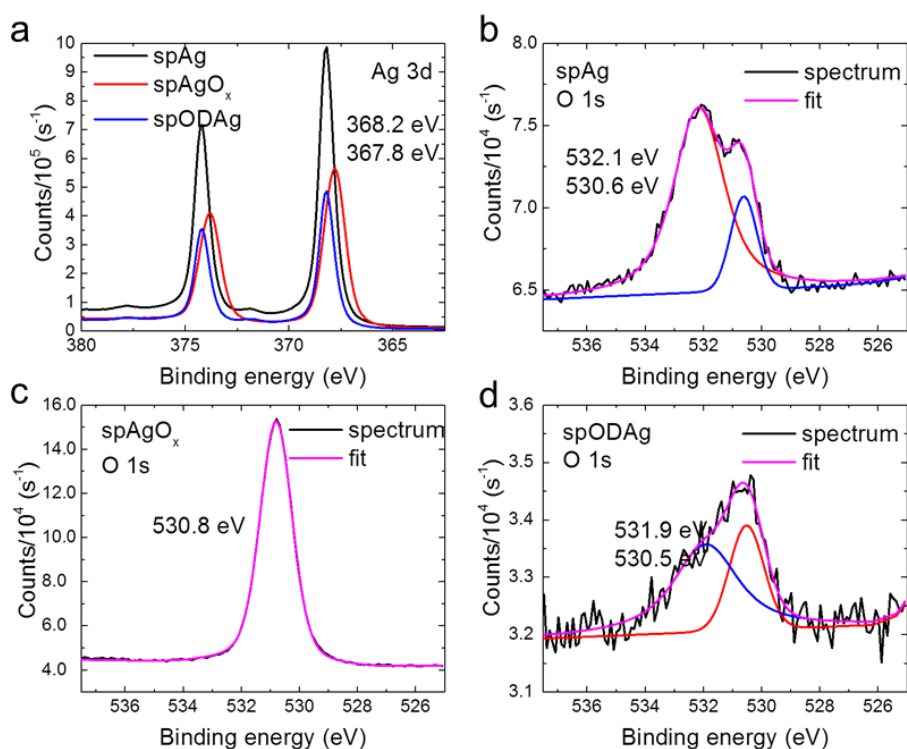 a
10
9
8
7
6
5
4
3
2
1
0
spAg
spAgOₓ
spODAg
Ag 3d
368.2 eV
367.8 eV
380 375 370 365
Binding energy (eV)
Counts/10⁵ (s⁻¹)
b
8.0
7.5
7.0
6.5
spAg
O 1s
spectrum
fit
532.1 eV
530.6 eV
536 534 532 530 528 526
Binding energy (eV)
Counts/10⁴ (s⁻¹)
c
16.0
14.0
12.0
10.0
8.0
6.0
4.0
spAgOₓ
O 1s
spectrum
fit
530.8 eV
536 534 532 530 528 526
Binding energy (eV)
Counts/10⁴ (s⁻¹)
d
3.6
3.5
3.4
3.3
3.2
3.1
spODAg
O 1s
spectrum
fit
531.9 eV
530.5 eV
536 534 532 530 528 526
Binding energy (eV)
Counts/10⁴ (s⁻¹)